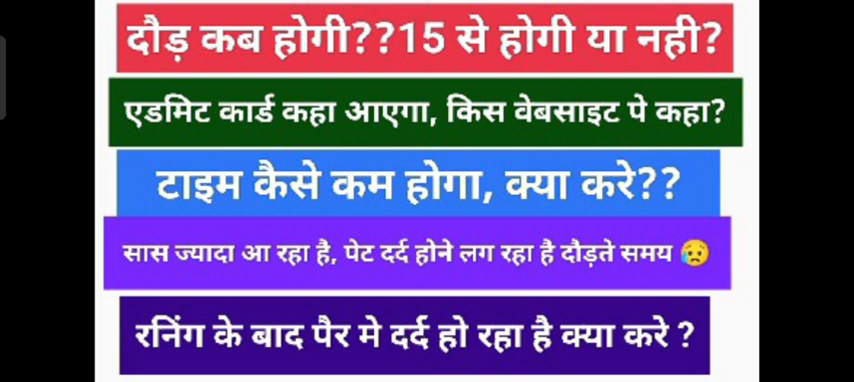 दौड़ कब होगी??15 से होगी या नही?
एडमिट कार्ड कहा आएगा, किस वेबसाइट पे कहा?
टाइम कैसे कम होगा, क्या करे??
सास ज्यादा आ रहा है, पेट दर्द होने लग रहा है दौड़ते समय 😥
रनिंग के बाद पैर मे दर्द हो रहा है क्या करे ?